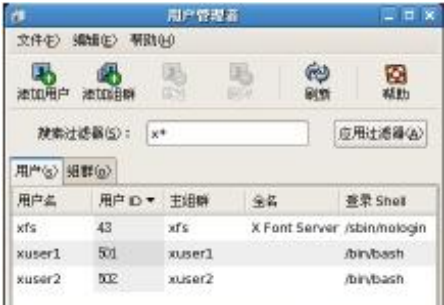 用户管理者
文件(F) 编辑(E) 帮助(H)
添加用户 添加组群 刷新 帮助
搜索过滤器(S): x* 应用过滤器(A)
用户(S) 组群(O)
用户名 用户 ID 主组群 全名 登录 Shell
xfs 43 xfs X Font Server /sbin/nologin
xuser1 501 xuser1 /bin/bash
xuser2 502 xuser2 /bin/bash